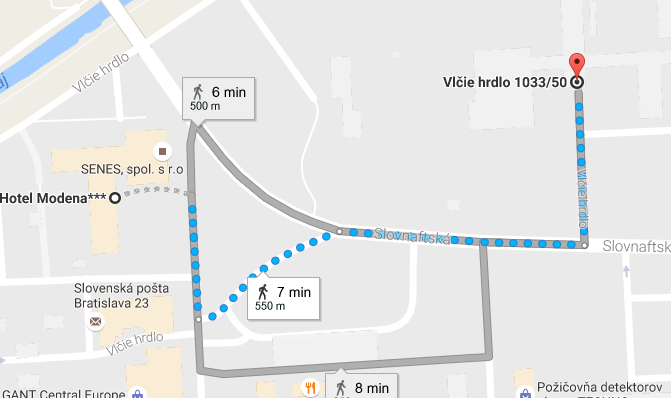 aj
Vlčie hrdlo
6 min
500 m
Vlčie hrdlo 1033/50
SENES, spol. s r.o
Hotel Modena***
Vlčie hrdlo
Slovnaftská
Slovnaftsk
Slovenská pošta
Bratislava 23
7 min
550 m
Vlčie hrdlo
8 min
GANT Central Europe
Požičovňa detektorov